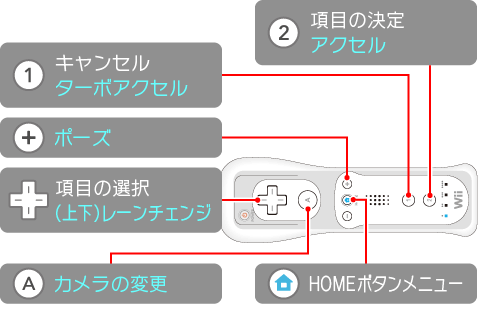 2
項目の決定
アクセル
1
キャンセル
ターボアクセル
+
ポーズ
項目の選択
(上下)レーンチェンジ
A
カメラの変更
HOMEボタンメニュー
A
1
2
Wii